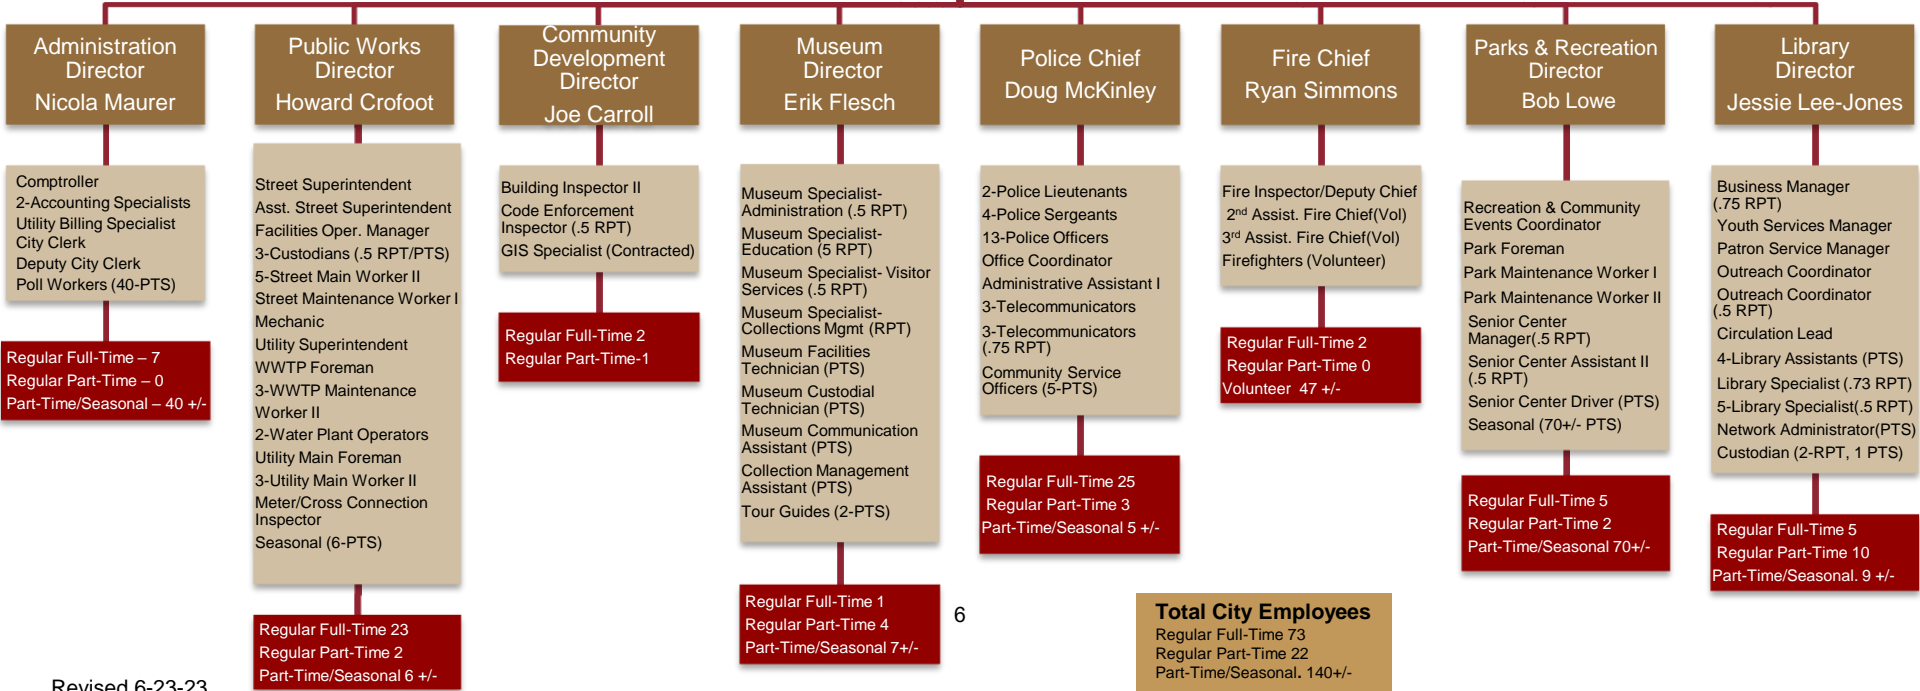 Administration
Director
Nicola Maurer
Comptroller
2-Accounting Specialists
Utility Billing Specialist
City Clerk
Deputy City Clerk
Poll Workers (40-PTS)
Regular Full-Time – 7
Regular Part-Time – 0
Part-Time/Seasonal – 40 +/-
Public Works
Director
Howard Crofoot
Street Superintendent
Asst. Street Superintendent
Facilities Oper. Manager
3-Custodians (.5 RPT/PTS)
5-Street Main Worker II
Street Maintenance Worker I
Mechanic
Utility Superintendent
WWTP Foreman
3-WWTP Maintenance
Worker II
2-Water Plant Operators
Utility Main Foreman
3-Utility Main Worker II
Meter/Cross Connection
Inspector
Seasonal (6-PTS)
Regular Full-Time 23
Regular Part-Time 2
Part-Time/Seasonal 6 +/-
Community
Development
Director
Joe Carroll
Building Inspector II
Code Enforcement
Inspector (.5 RPT)
GIS Specialist (Contracted)
Regular Full-Time 2
Regular Part-Time-1
Museum
Director
Erik Flesch
Museum Specialist-
Administration (.5 RPT)
Museum Specialist-
Education (5 RPT)
Museum Specialist- Visitor
Services (.5 RPT)
Museum Specialist-
Collections Mgmt (RPT)
Museum Facilities
Technician (PTS)
Museum Custodial
Technician (PTS)
Museum Communication
Assistant (PTS)
Collection Management
Assistant (PTS)
Tour Guides (2-PTS)
Regular Full-Time 1
Regular Part-Time 4
Part-Time/Seasonal 7+/-
Police Chief
Doug McKinley
2-Police Lieutenants
4-Police Sergeants
13-Police Officers
Office Coordinator
Administrative Assistant I
3-Telecommunicators
3-Telecommunicators
(.75 RPT)
Community Service
Officers (5-PTS)
Regular Full-Time 25
Regular Part-Time 3
Part-Time/Seasonal 5 +/-
Fire Chief
Ryan Simmons
Fire Inspector/Deputy Chief
2nd Assist. Fire Chief(Vol)
3rd Assist. Fire Chief(Vol)
Firefighters (Volunteer)
Regular Full-Time 2
Regular Part-Time 0
Volunteer 47 +/-
Parks & Recreation
Director
Bob Lowe
Recreation & Community
Events Coordinator
Park Foreman
Park Maintenance Worker I
Park Maintenance Worker II
Senior Center
Manager(.5 RPT)
Senior Center Assistant II
(.5 RPT)
Senior Center Driver (PTS)
Seasonal (70+/- PTS)
Regular Full-Time 5
Regular Part-Time 2
Part-Time/Seasonal 70+/-
Library
Director
Jessie Lee-Jones
Business Manager
(.75 RPT)
Youth Services Manager
Patron Service Manager
Outreach Coordinator
Outreach Coordinator
(.5 RPT)
Circulation Lead
4-Library Assistants (PTS)
Library Specialist (.73 RPT)
5-Library Specialist(.5 RPT)
Network Administrator(PTS)
Custodian (2-RPT, 1 PTS)
Regular Full-Time 5
Regular Part-Time 10
Part-Time/Seasonal. 9 +/-
6
Total City Employees
Regular Full-Time 73
Regular Part-Time 22
Part-Time/Seasonal. 140+/-
Revised 6-23-23